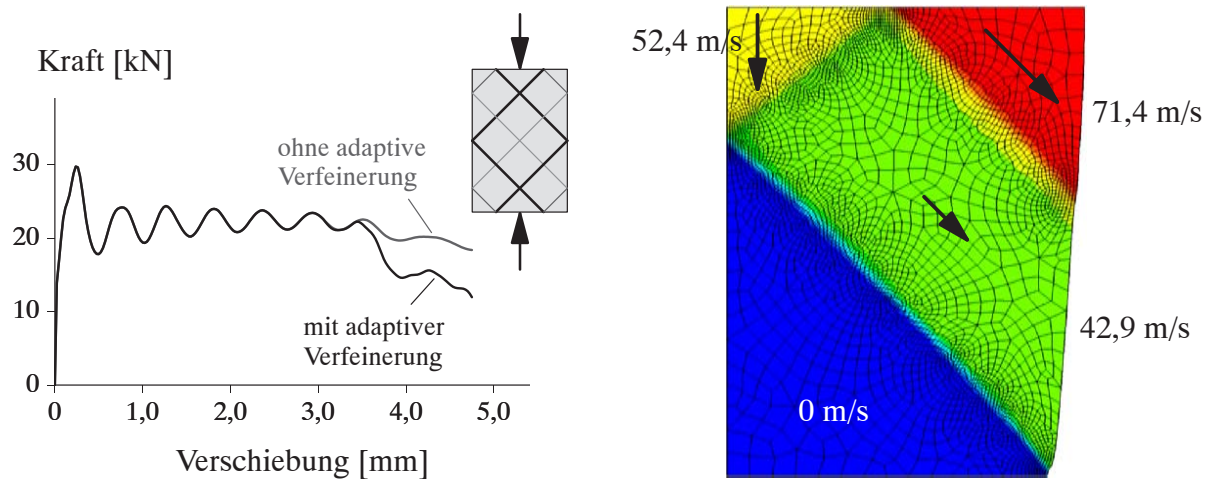 Kraft [kN]
30
20
10
0
0
1,0
2,0
3,0
4,0
5,0
Verschiebung [mm]
ohne adaptive
Verfeinerung
mit adaptiver
Verfeinerung
52,4 m/s
71,4 m/s
42,9 m/s
0 m/s